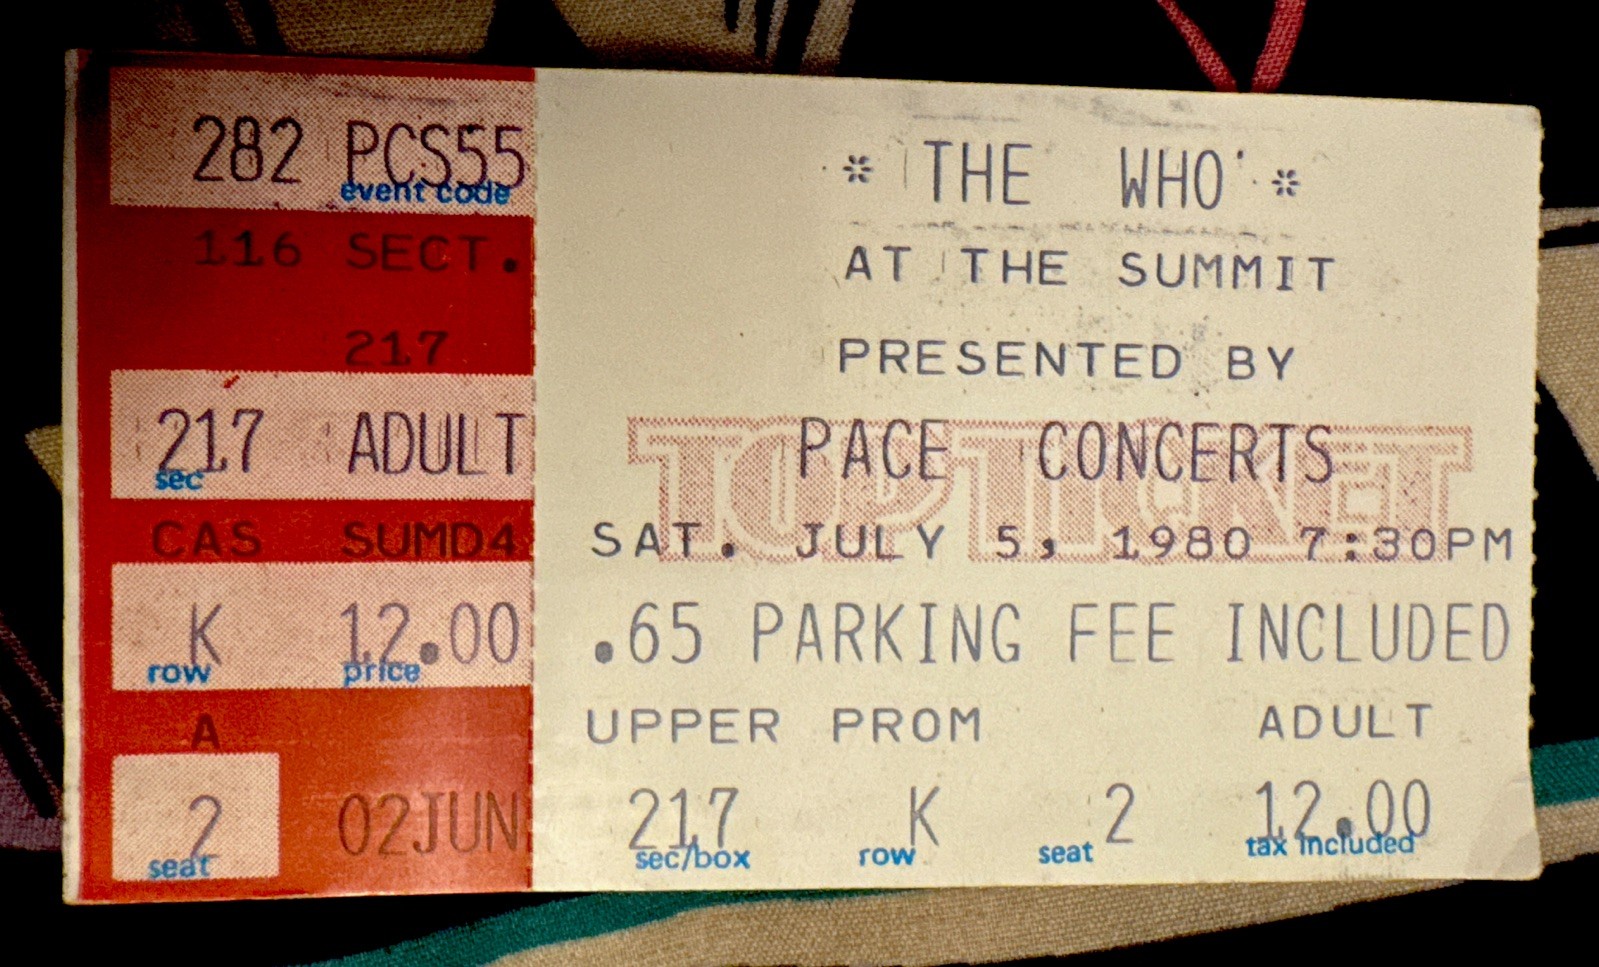 282 PCS55
event code
116 SECT.
217
217 ADULT
sec
CAS SUMD4
K 12.00
row price
A
2 02JUN
seat
* THE WHO *
AT THE SUMMIT
PRESENTED BY
PACE CONCERTS
TOP TICKET
SAT. JULY 5, 1980 7:30PM
.65 PARKING FEE INCLUDED
UPPER PROM ADULT
217 K 2 12.00
sec/box row seat tax included